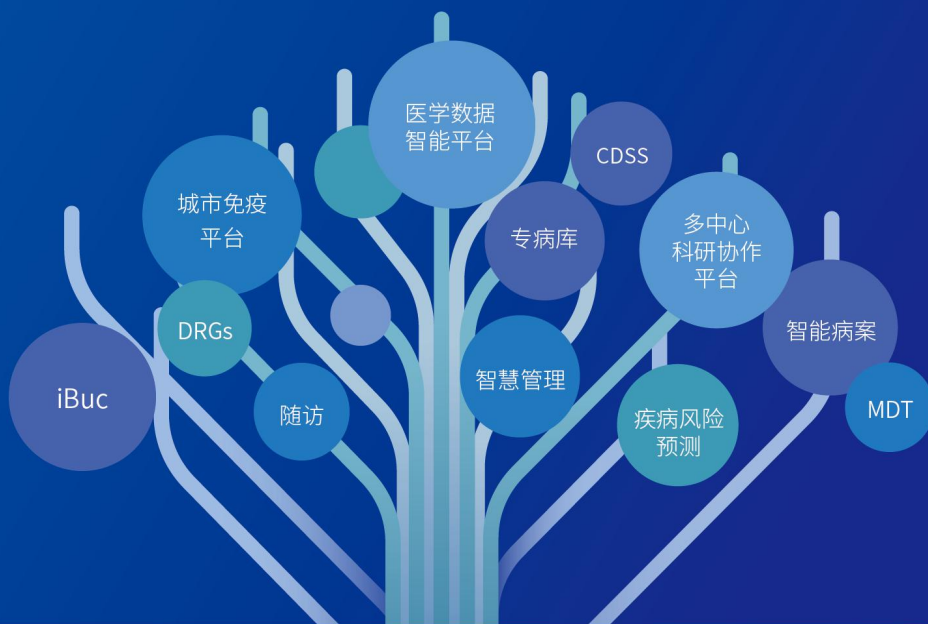 医学数据
智能平台
CDSS
城市免疫
平台
专病库
多中心
科研协作
平台
DRGs
智能病案
智慧管理
iBuc
随访
疾病风险
预测
MDT